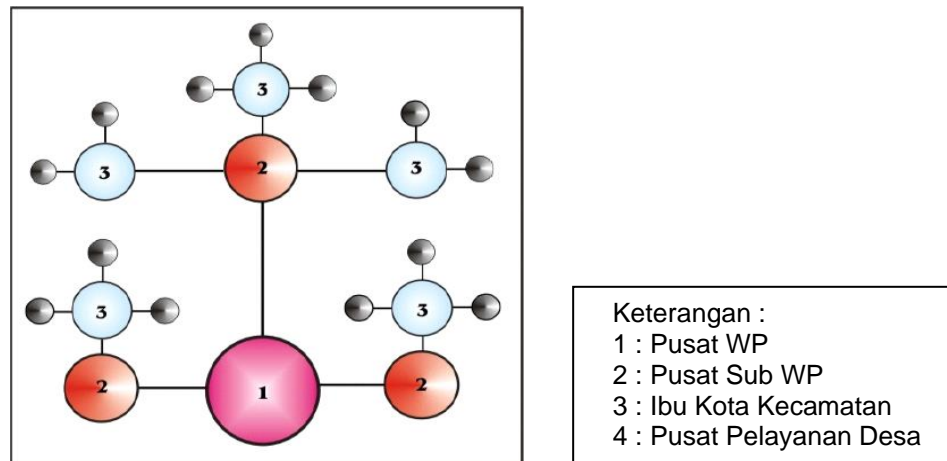 3
3
2
3
3
3
2
1
2
Keterangan :
1 : Pusat WP
2 : Pusat Sub WP
3 : Ibu Kota Kecamatan
4 : Pusat Pelayanan Desa